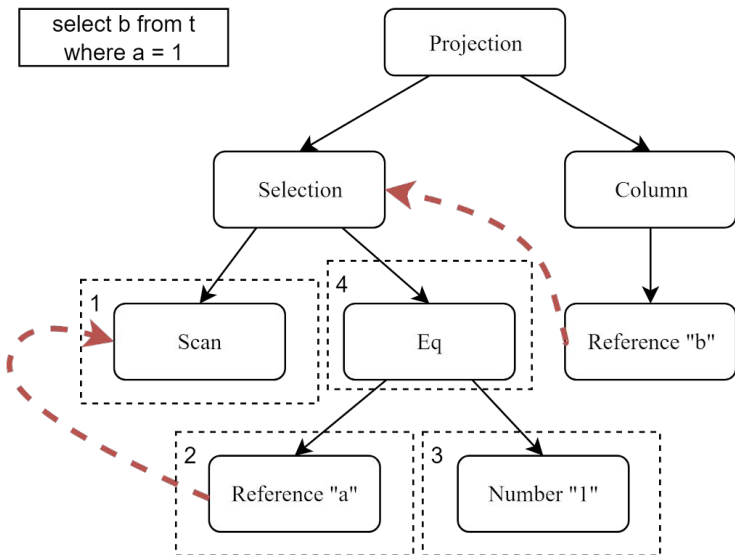 select b from t
where a = 1
Projection
Selection
Column
1
Scan
4
Eq
Reference "b"
2
Reference "a"
3
Number "1"